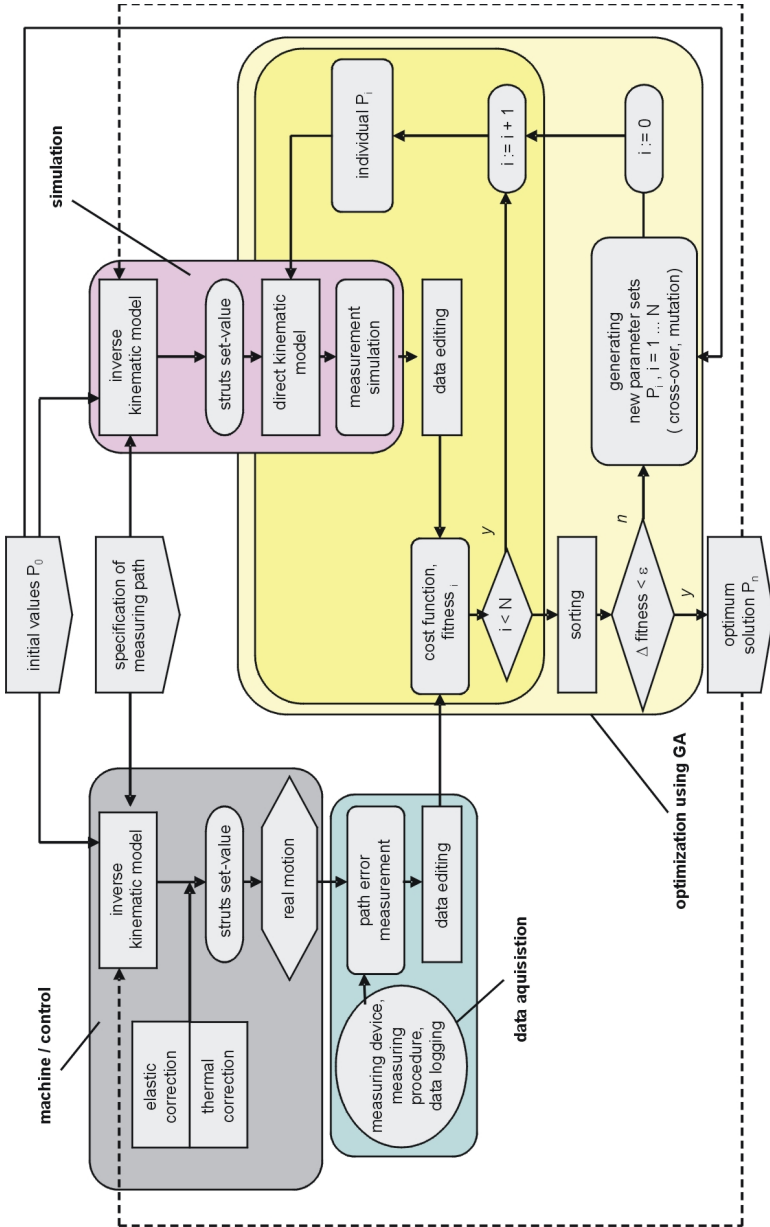 initial values P0
specification of
measuring path
machine / control
elastic
correction
thermal
correction
inverse
kinematic model
struts set-value
real motion
measuring device,
measuring
procedure,
data logging
path error
measurement
data editing
data aquisistion
simulation
inverse
kinematic model
struts set-value
direct kinematic
model
measurement
simulation
data editing
individual Pi
cost function,
fitness i
i < N
y
i := i + 1
sorting
Δ fitness < ε
n
y
generating
new parameter sets
Pi , i = 1 ... N
( cross-over, mutation)
i := 0
optimization using GA
optimum
solution Pn